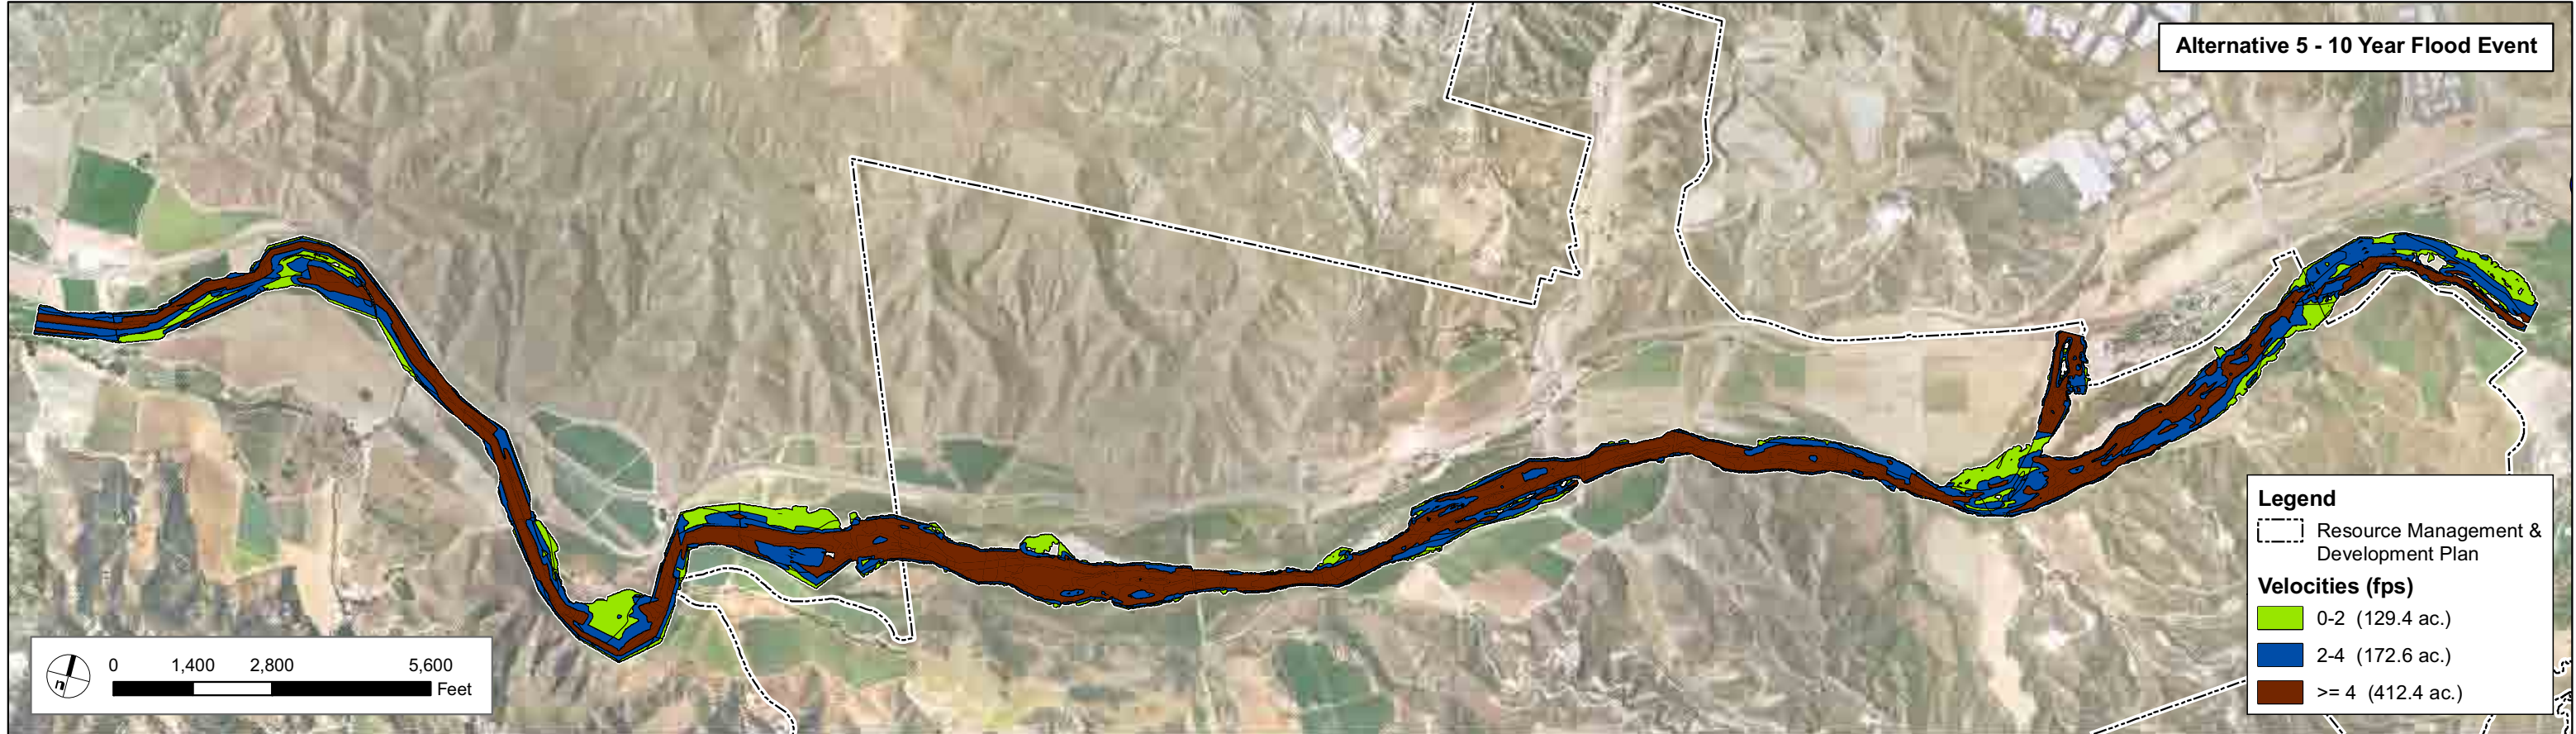 Alternative 5 - 10 Year Flood Event
Legend
Resource Management &
Development Plan
Velocities (fps)
0-2 (129.4 ac.)
2-4 (172.6 ac.)
>= 4 (412.4 ac.)
n
0 1,400 2,800 5,600
Feet